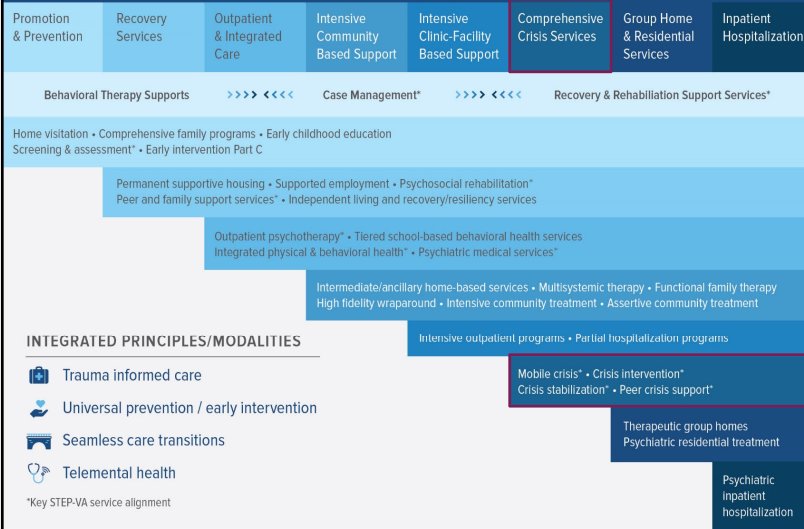 Promotion
& Prevention
Recovery
Services
Outpatient
& Integrated
Care
Intensive
Community
Based Support
Intensive
Clinic-Facility
Based Support
Comprehensive
Crisis Services
Group Home
& Residential
Services
Inpatient
Hospitalization
Behavioral Therapy Supports >>>> <<<< Case Management* >>>> <<<< Recovery & Rehabiliation Support Services*
Home visitation • Comprehensive family programs • Early childhood education
Screening & assessment* • Early intervention Part C
Permanent supportive housing • Supported employment • Psychosocial rehabilitation*
Peer and family support services* • Independent living and recovery/resiliency services
Outpatient psychotherapy* • Tiered school-based behavioral health services
Integrated physical & behavioral health* • Psychiatric medical services*
Intermediate/ancillary home-based services • Multisystemic therapy • Functional family therapy
High fidelity wraparound • Intensive community treatment • Assertive community treatment
Intensive outpatient programs • Partial hospitalization programs
Mobile crisis* • Crisis intervention*
Crisis stabilization* • Peer crisis support*
Therapeutic group homes
Psychiatric residential treatment
Psychiatric
inpatient
hospitalization
INTEGRATED PRINCIPLES/MODALITIES
Trauma informed care
Universal prevention / early intervention
Seamless care transitions
Telemental health
*Key STEP-VA service alignment